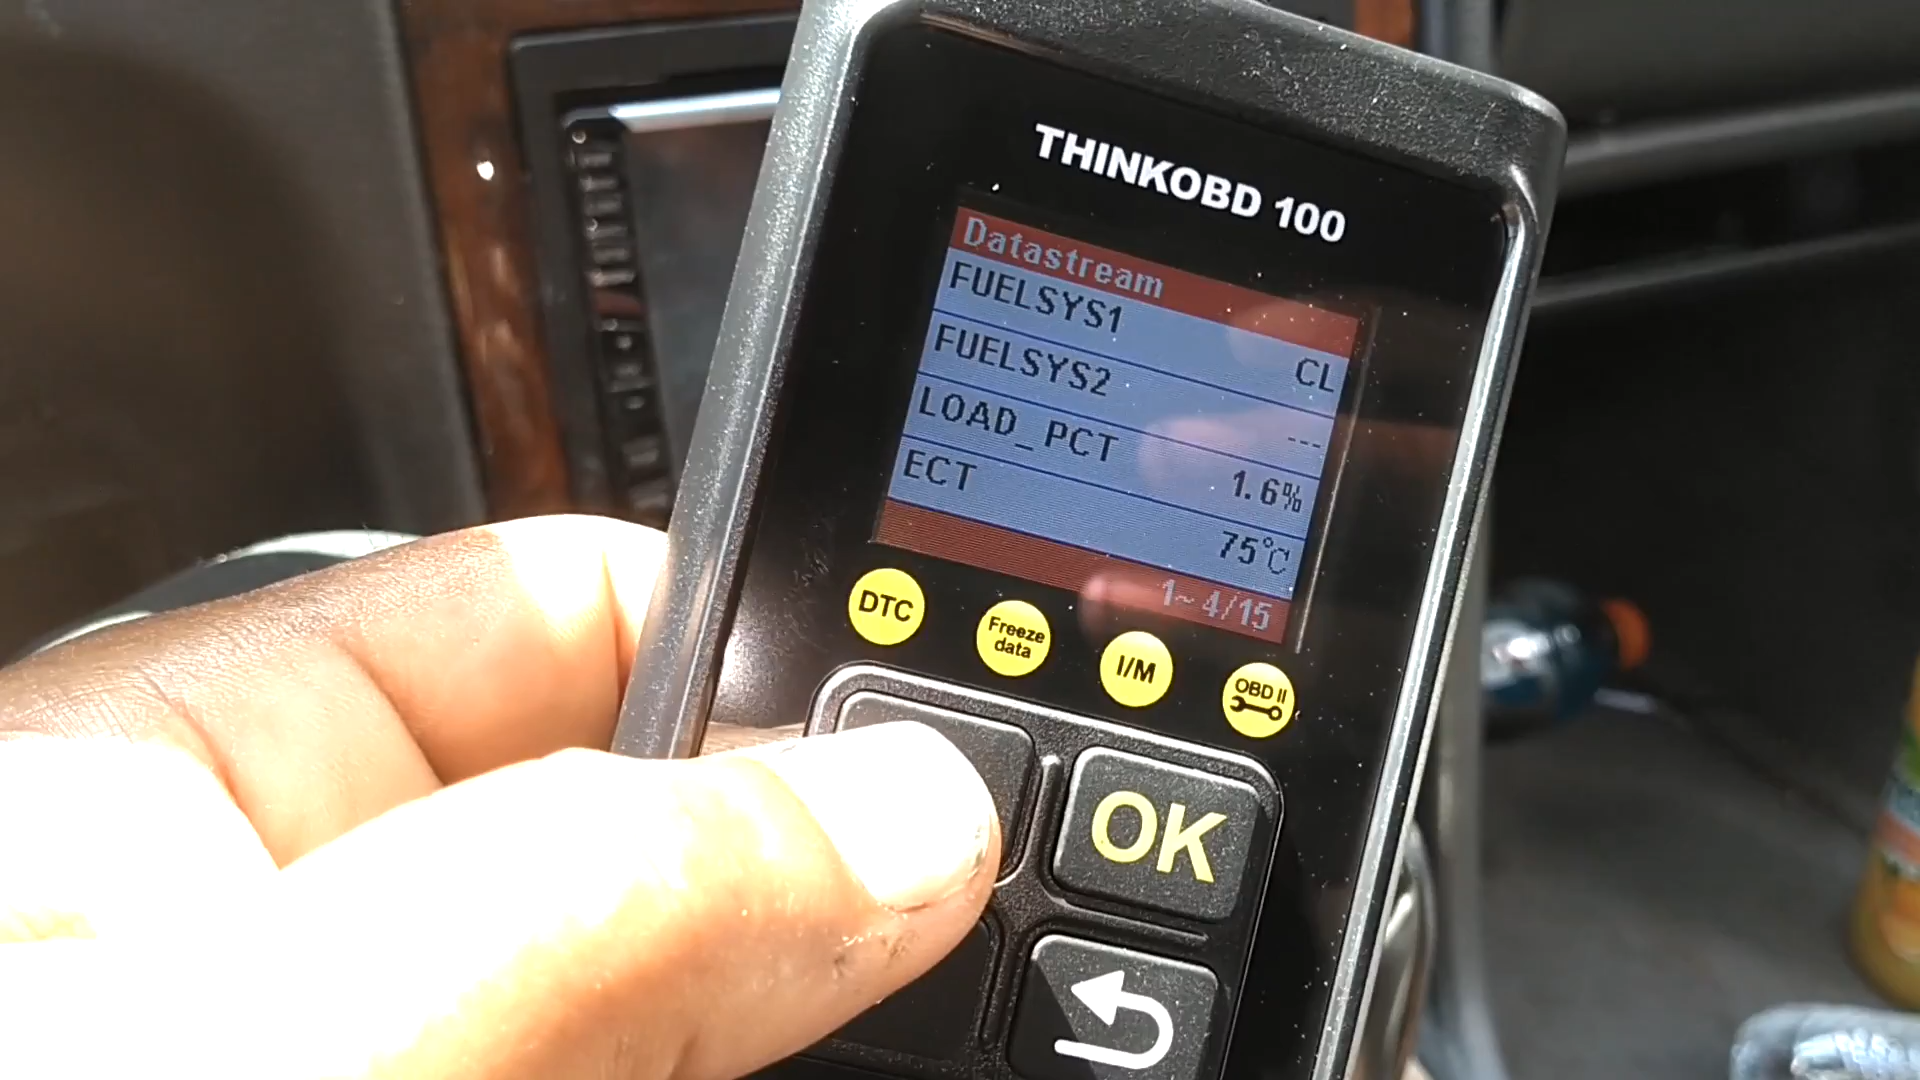 THINKOBD 100
Datastream
FUELSYS1
CL
FUELSYS2
---
LOAD_PCT
1.6%
ECT
75℃
1~ 4/15
DTC
Freeze
data
I/M
OBD II
OK